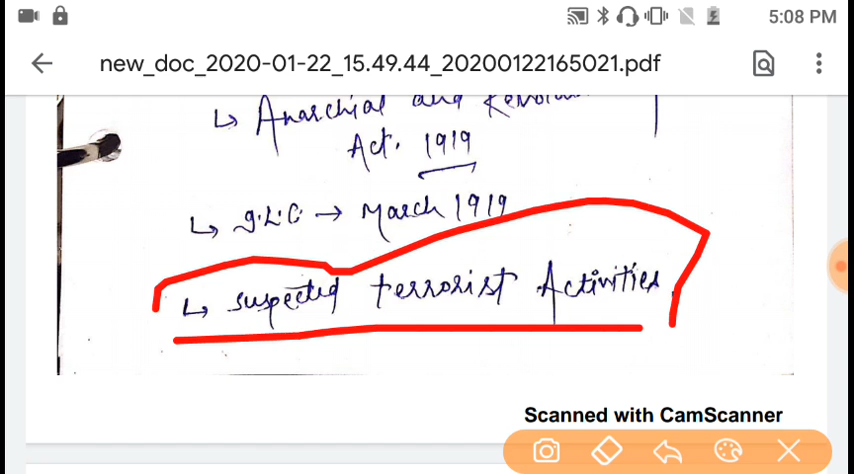 5:08 PM
new_doc_2020-01-22_15.49.44_20200122165021.pdf
↳ Anarchial and
Act. 1919
↳ g.L.C → March 1919
↳ suspected terrorist Activities
Scanned with CamScanner